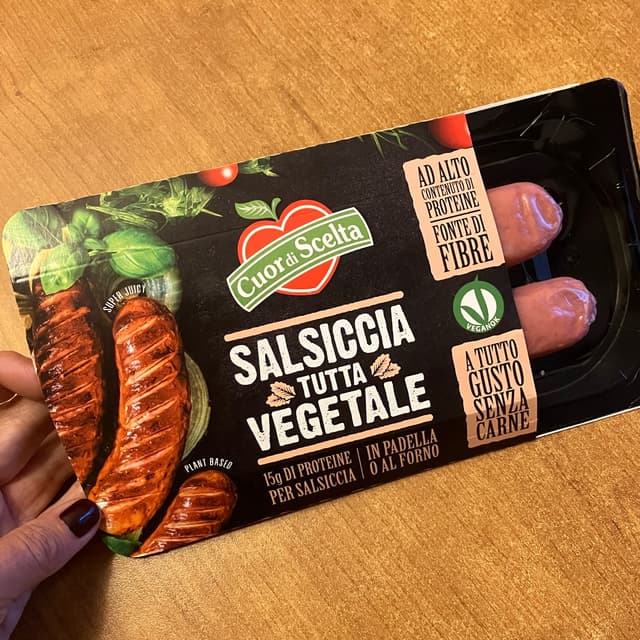 SUPER JUICY
Cuor di Scelta
SALSICCIA
TUTTA
VEGETALE
PLANT BASED
15g DI PROTEINE
PER SALSICCIA
IN PADELLA
O AL FORNO
AD ALTO
CONTENUTO DI
PROTEINE
FONTE DI
FIBRE
VEGANOK
A TUTTO
GUSTO
SENZA
CARNE